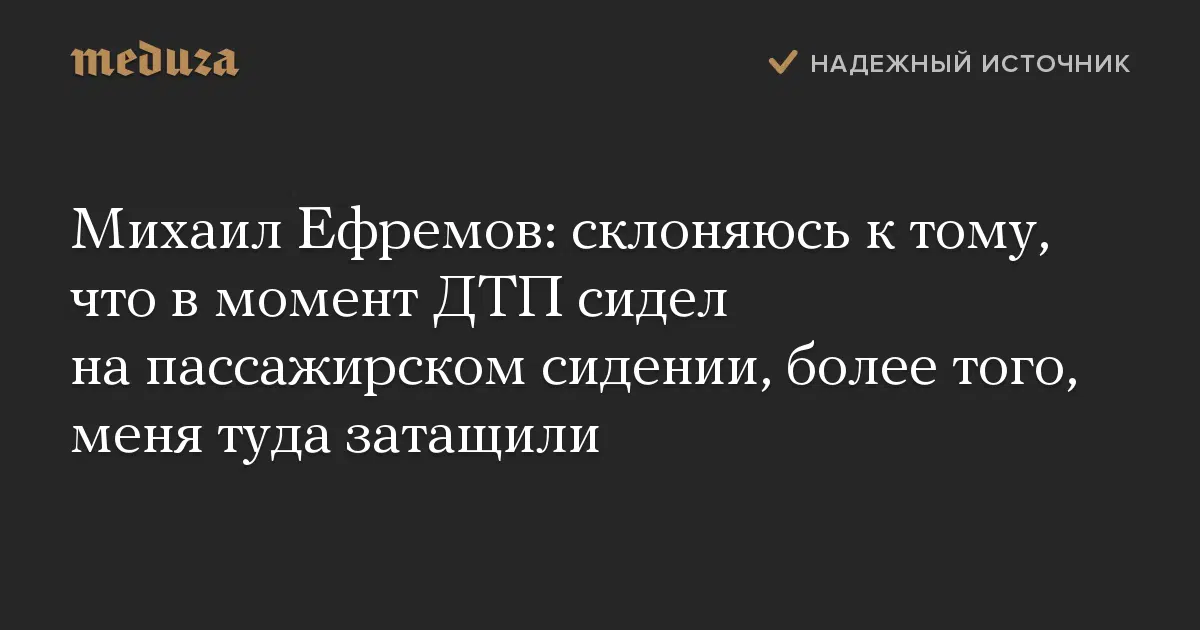 meduza
НАДЕЖНЫЙ ИСТОЧНИК
Михаил Ефремов: склоняюсь к тому,
что в момент ДТП сидел
на пассажирском сидении, более того,
меня туда затащили